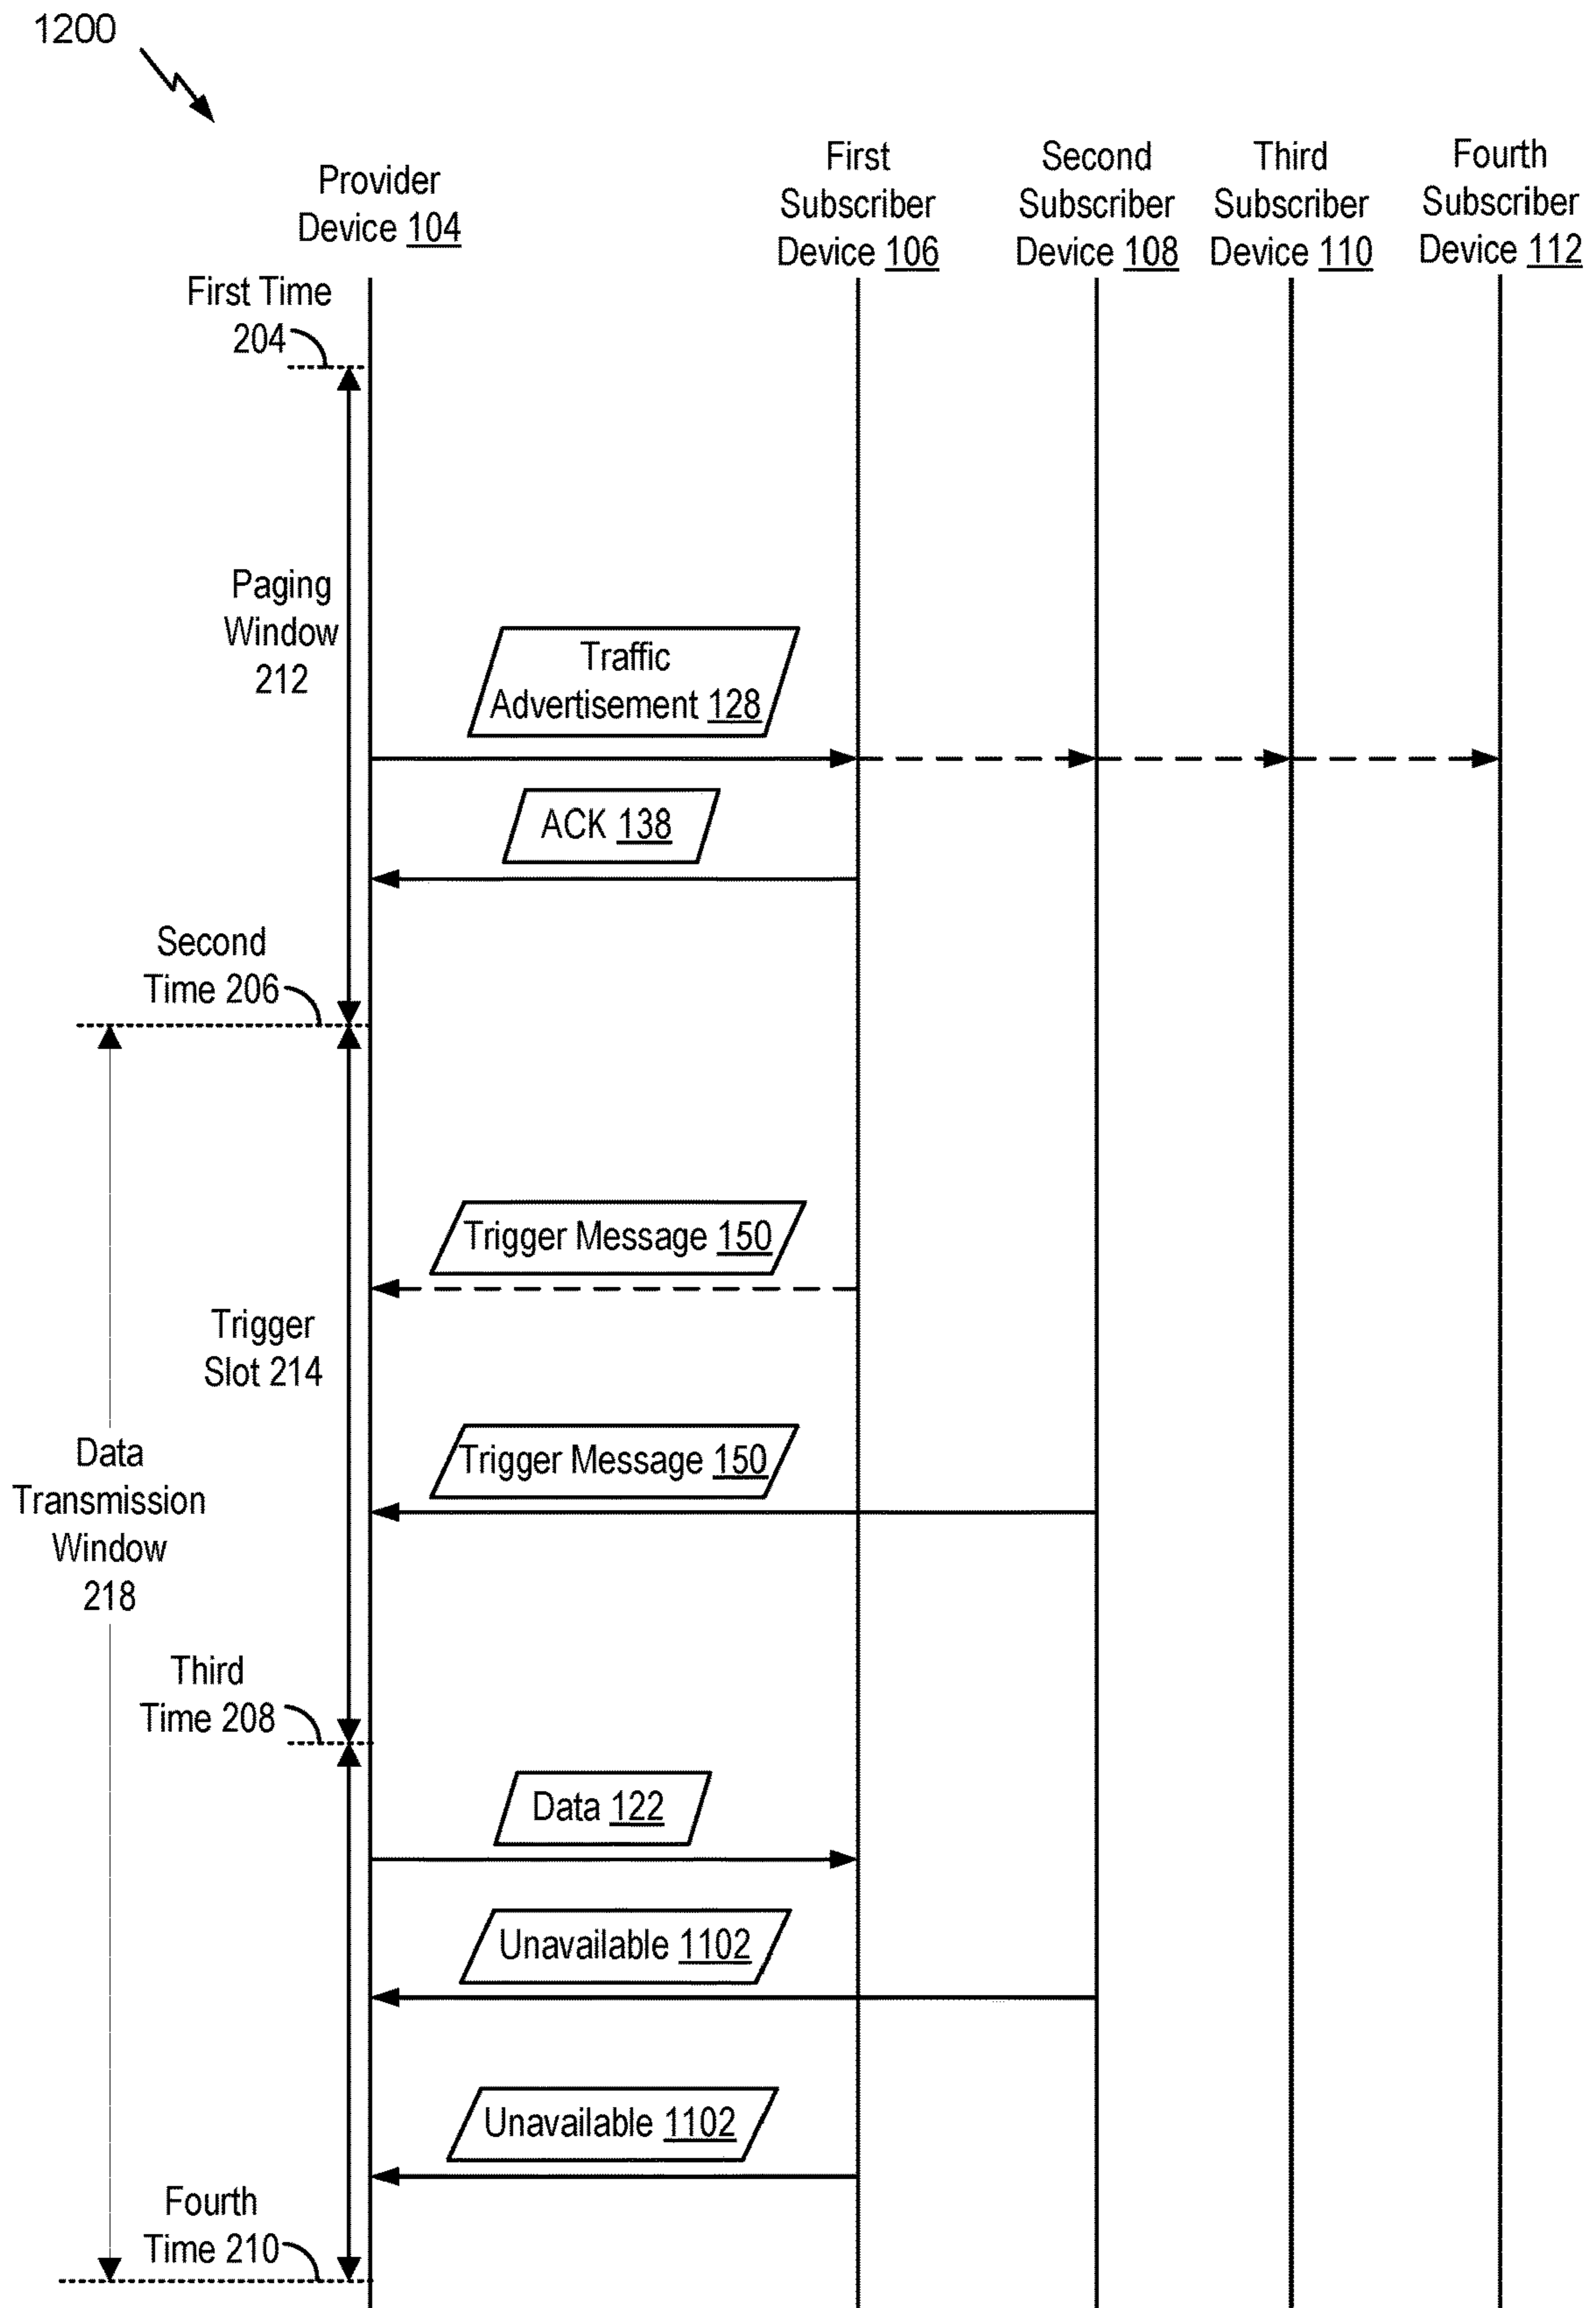 1200
Provider
Device 104
First
Subscriber
Device 106
Second
Subscriber
Device 108
Third
Subscriber
Device 110
Fourth
Subscriber
Device 112
First Time
204
Paging
Window
212
Traffic
Advertisement 128
ACK 138
Second
Time 206
Trigger Message 150
Trigger
Slot 214
Trigger Message 150
Data
Transmission
Window
218
Third
Time 208
Data 122
Unavailable 1102
Unavailable 1102
Fourth
Time 210